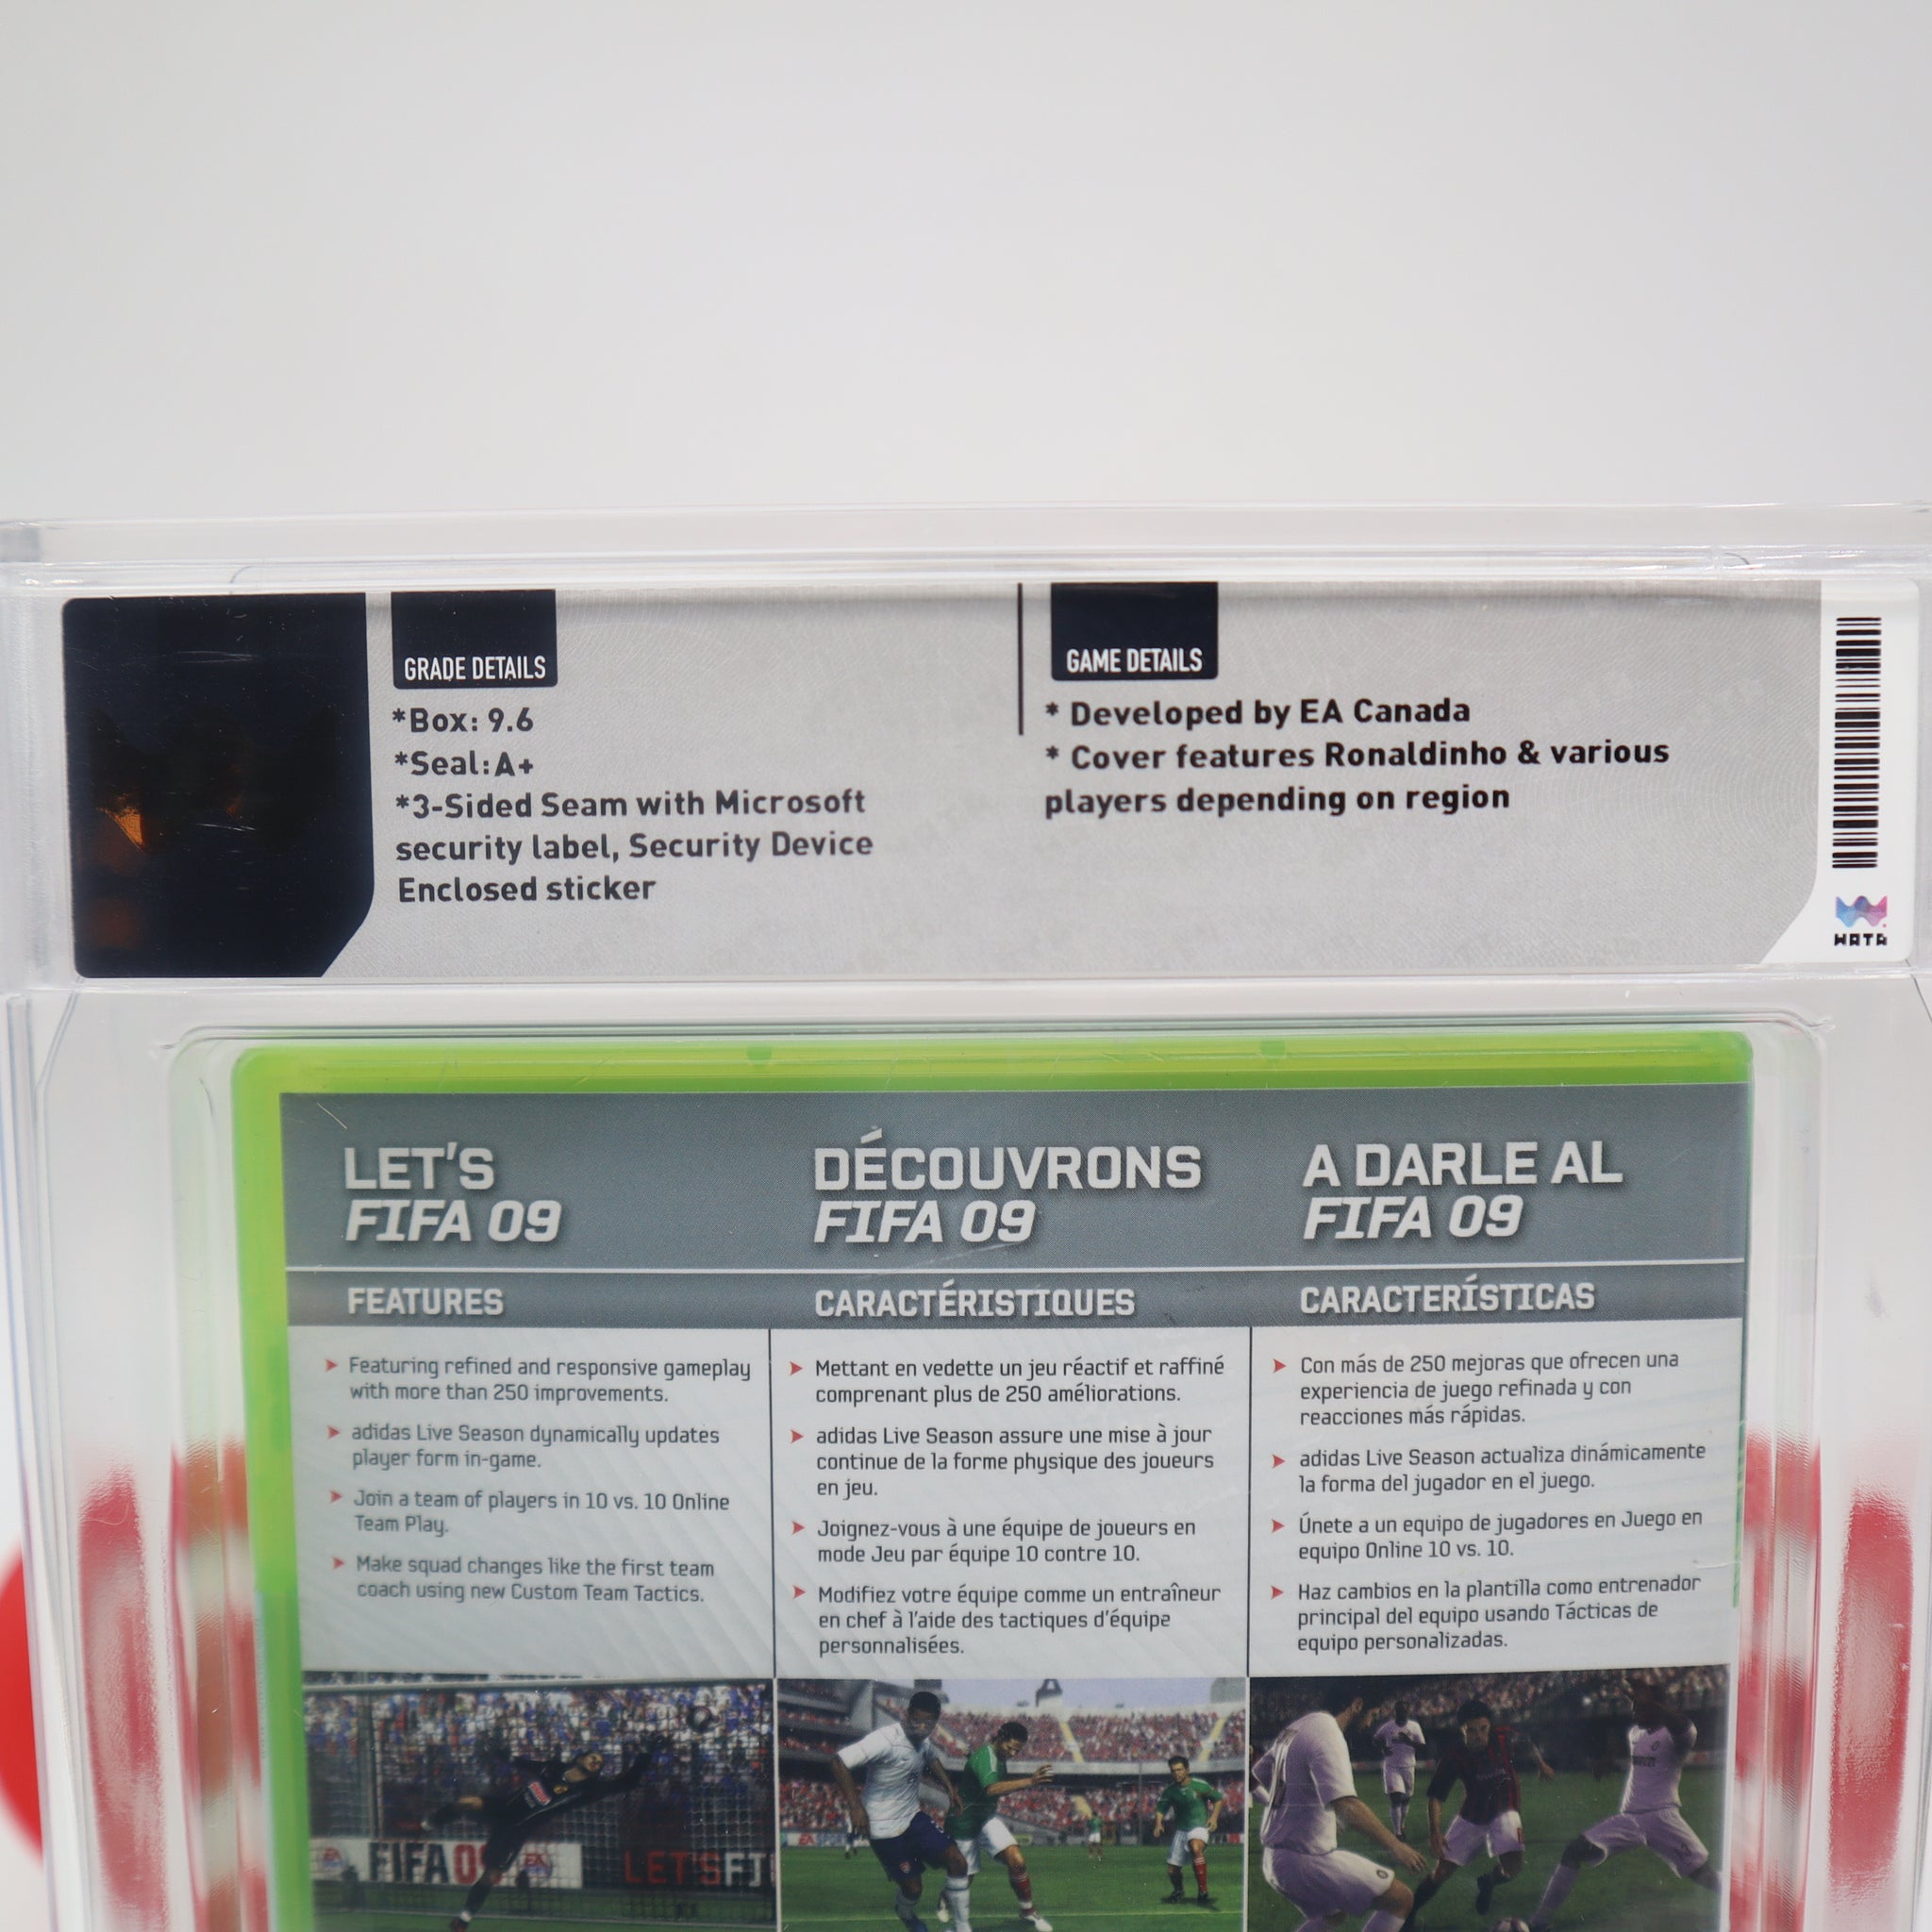 GRADE DETAILS
*Box: 9.6
*Seal: A+
*3-Sided Seam with Microsoft
security label, Security Device
Enclosed sticker
GAME DETAILS
* Developed by EA Canada
* Cover features Ronaldinho & various
players depending on region
WATA
LET'S
FIFA 09
FEATURES
Featuring refined and responsive gameplay
with more than 250 improvements.
adidas Live Season dynamically updates
player form in-game.
Join a team of players in 10 vs. 10 Online
Team Play.
Make squad changes like the first team
coach using new Custom Team Tactics.
DÉCOUVRONS
FIFA 09
CARACTÉRISTIQUES
Mettant en vedette un jeu réactif et raffiné
comprenant plus de 250 améliorations.
adidas Live Season assure une mise à jour
continue de la forme physique des joueurs
en jeu.
Joignez-vous à une équipe de joueurs en
mode Jeu par équipe 10 contre 10.
Modifiez votre équipe comme un entraîneur
en chef à l'aide des tactiques d'équipe
personnalisées.
A DARLE AL
FIFA 09
CARACTERÍSTICAS
Con más de 250 mejoras que ofrecen una
experiencia de juego refinada y con
reacciones más rápidas.
adidas Live Season actualiza dinámicamente
la forma del jugador en el juego.
Únete a un equipo de jugadores en Juego en
equipo Online 10 vs. 10.
Haz cambios en la plantilla como entrenador
principal del equipo usando Tácticas de
equipo personalizadas.
FIFA 09
EA
LET'S FI